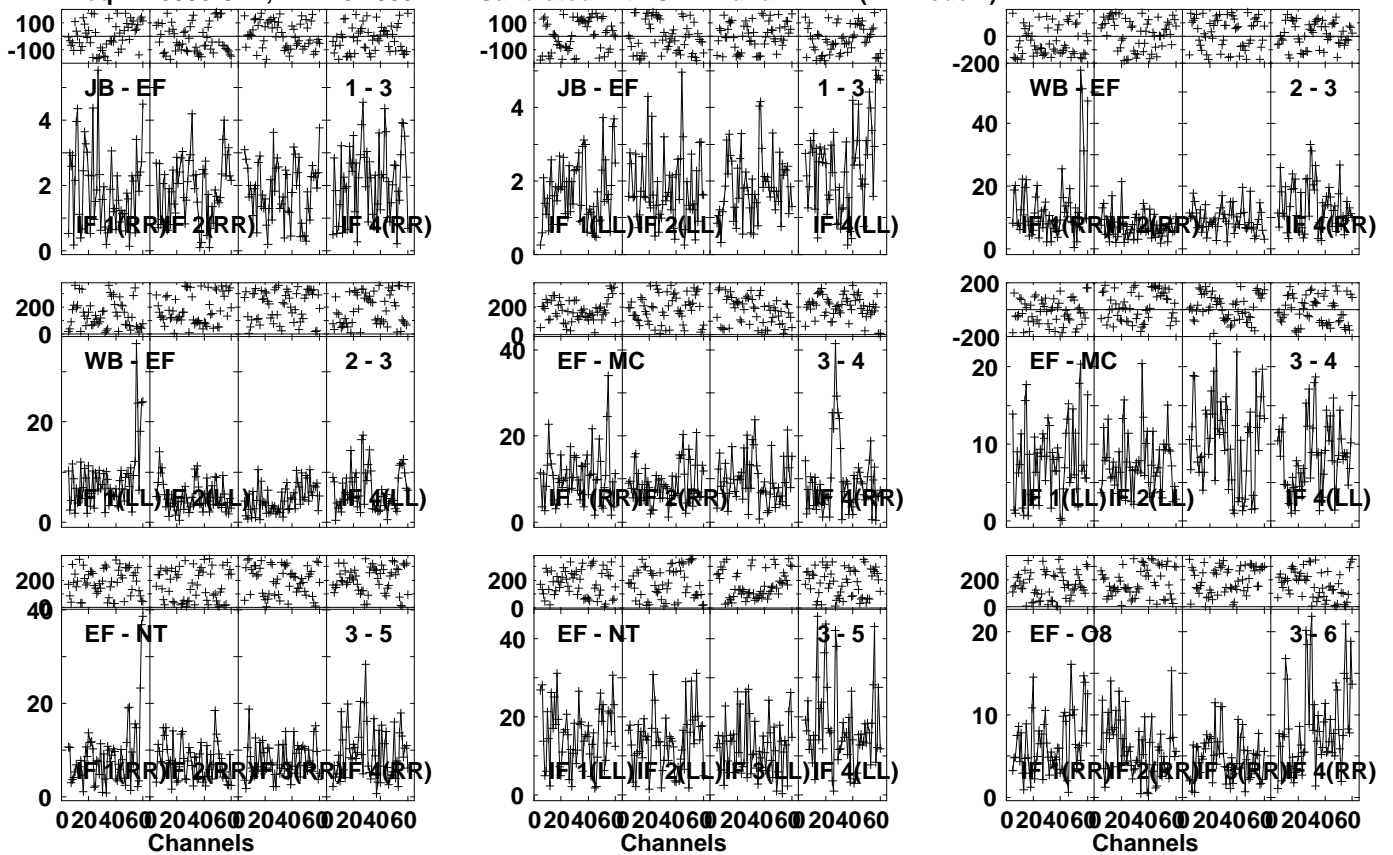 100
-100
JB - EF
1 - 3
4
2
0
IF 1(RR)
IF 2(RR)
IF 4(RR)
100
-100
JB - EF
1 - 3
4
2
0
IF 1(LL)
IF 2(LL)
IF 4(LL)
0
-200
WB - EF
2 - 3
40
20
0
IF 1(RR)
IF 2(RR)
IF 4(RR)
200
0
WB - EF
2 - 3
20
0
IF 1(LL)
IF 2(LL)
IF 4(LL)
200
0
EF - MC
3 - 4
40
20
0
IF 1(RR)
IF 2(RR)
IF 4(RR)
200
-200
EF - MC
3 - 4
20
10
0
IF 1(LL)
IF 2(LL)
IF 4(LL)
200
0
40
EF - NT
3 - 5
20
0
IF 1(RR)
IF 2(RR)
IF 3(RR)
IF 4(RR)
0 20 40 60 0 20 40 60 0 20 40 60 0 20 40 60
Channels
200
0
EF - NT
3 - 5
40
20
0
IF 1(LL)
IF 2(LL)
IF 3(LL)
IF 4(LL)
0 20 40 60 0 20 40 60 0 20 40 60 0 20 40 60
Channels
200
0
EF - O8
3 - 6
20
10
0
IF 1(RR)
IF 2(RR)
IF 3(RR)
IF 4(RR)
0 20 40 60 0 20 40 60 0 20 40 60 0 20 40 60
Channels